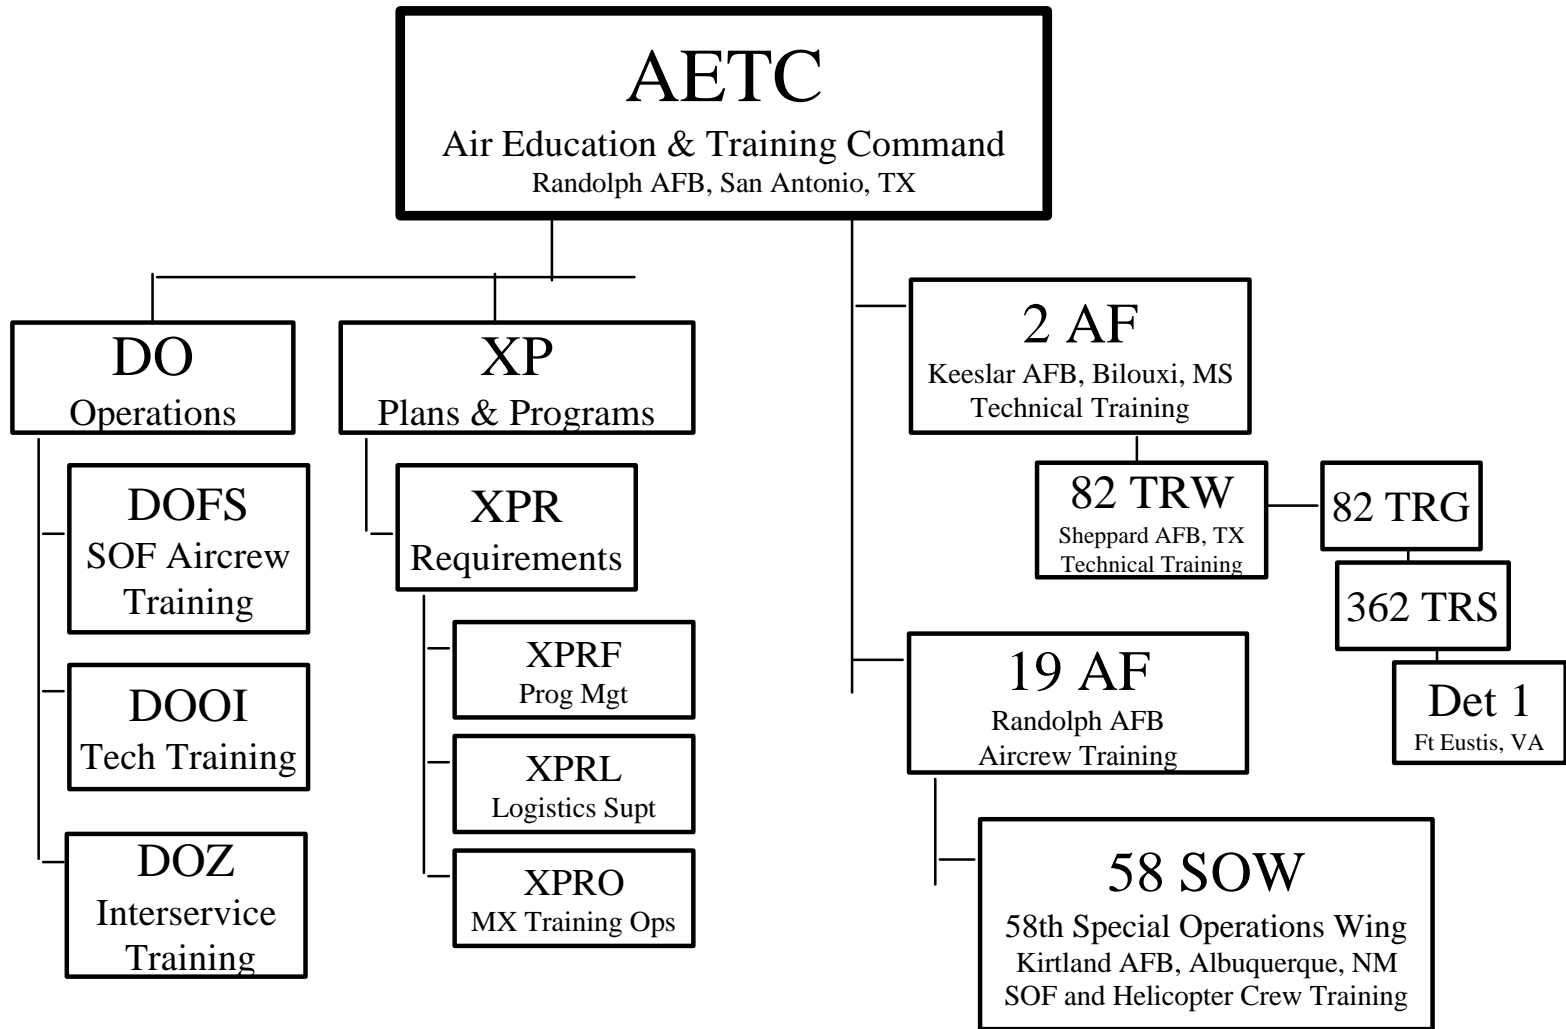 AETC
Air Education & Training Command
Randolph AFB, San Antonio, TX
DO
Operations
DOFS
SOF Aircrew
Training
DOOI
Tech Training
DOZ
Interservice
Training
XP
Plans & Programs
XPR
Requirements
XPRF
Prog Mgt
XPRL
Logistics Supt
XPRO
MX Training Ops
2 AF
Keeslar AFB, Bilouxi, MS
Technical Training
82 TRW
Sheppard AFB, TX
Technical Training
82 TRG
362 TRS
Det 1
Ft Eustis, VA
19 AF
Randolph AFB
Aircrew Training
58 SOW
58th Special Operations Wing
Kirtland AFB, Albuquerque, NM
SOF and Helicopter Crew Training